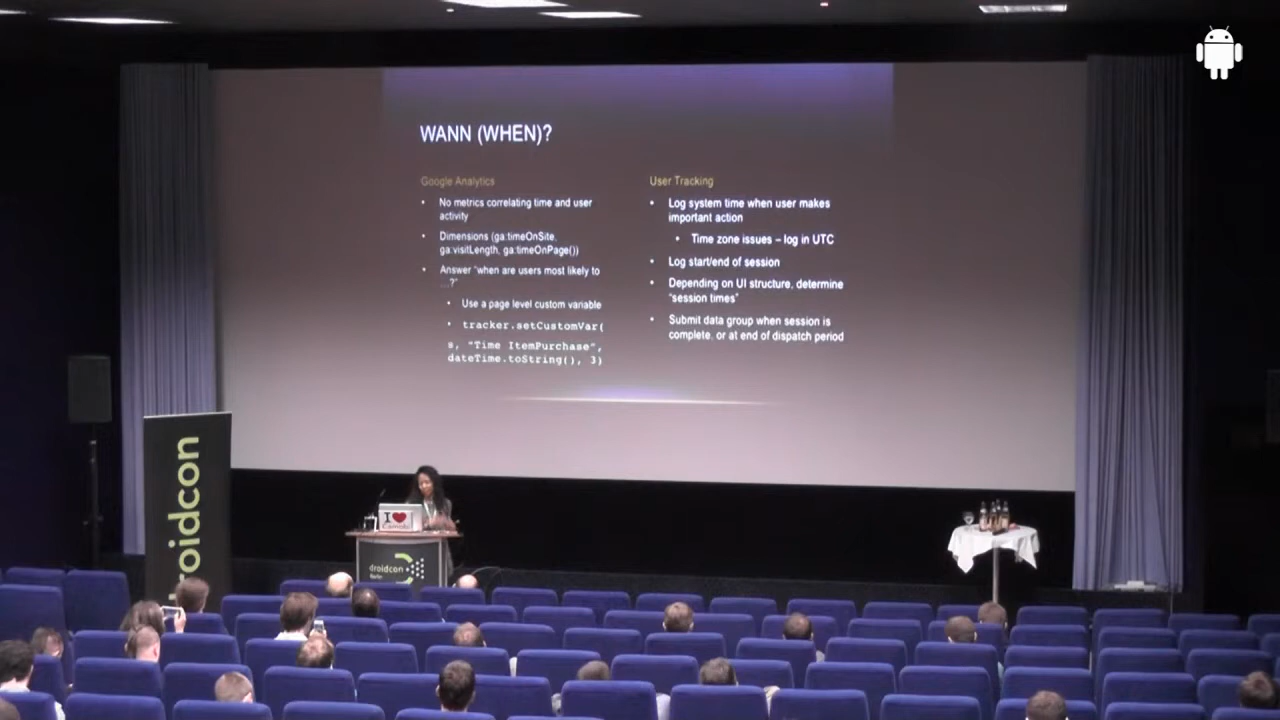 WANN (WHEN)?
Google Analytics
• No metrics correlating time and user
activity
• Dimensions (ga:timeOnSite,
ga:visitLength, ga:timeOnPage())
• Answer "when are users most likely to
...?"
• Use a page level custom variable
• tracker.setCustomVar(
s, "Time ItemPurchase",
dateTime.toString(), 3)
User Tracking
• Log system time when user makes
important action
• Time zone issues – log in UTC
• Log start/end of session
• Depending on UI structure, determine
"session times"
• Submit data group when session is
complete, or at end of dispatch period
roidcon
I
droidcon